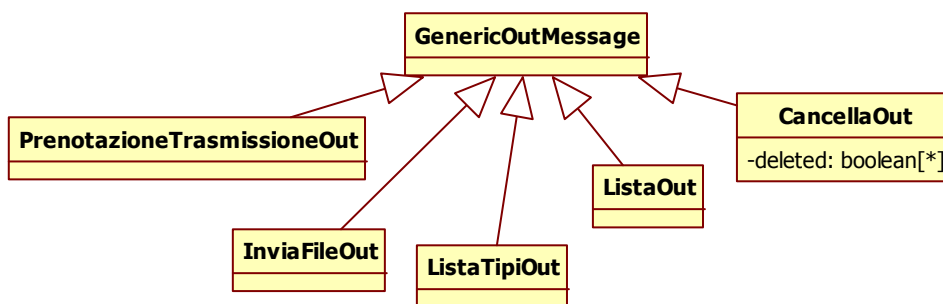 GenericOutMessage
PrenotazioneTrasmissioneOut
CancellaOut
-deleted: boolean[*]
ListaOut
InviaFileOut
ListaTipiOut